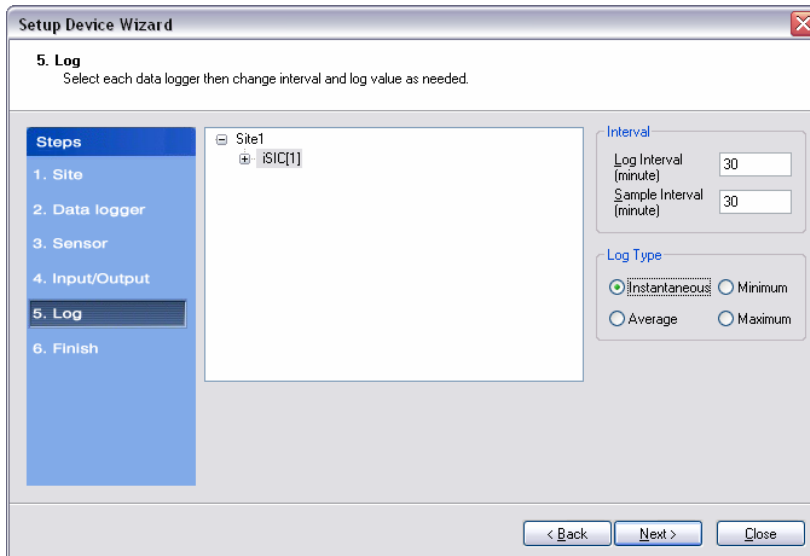 Setup Device Wizard
5. Log
Select each data logger then change interval and log value as needed.
Steps
1. Site
2. Data logger
3. Sensor
4. Input/Output
5. Log
6. Finish
Site1
iSIC[1]
Interval
Log Interval (minute) 30
Sample Interval (minute) 30
Log Type
Instantaneous Minimum
Average Maximum
< Back Next > Close